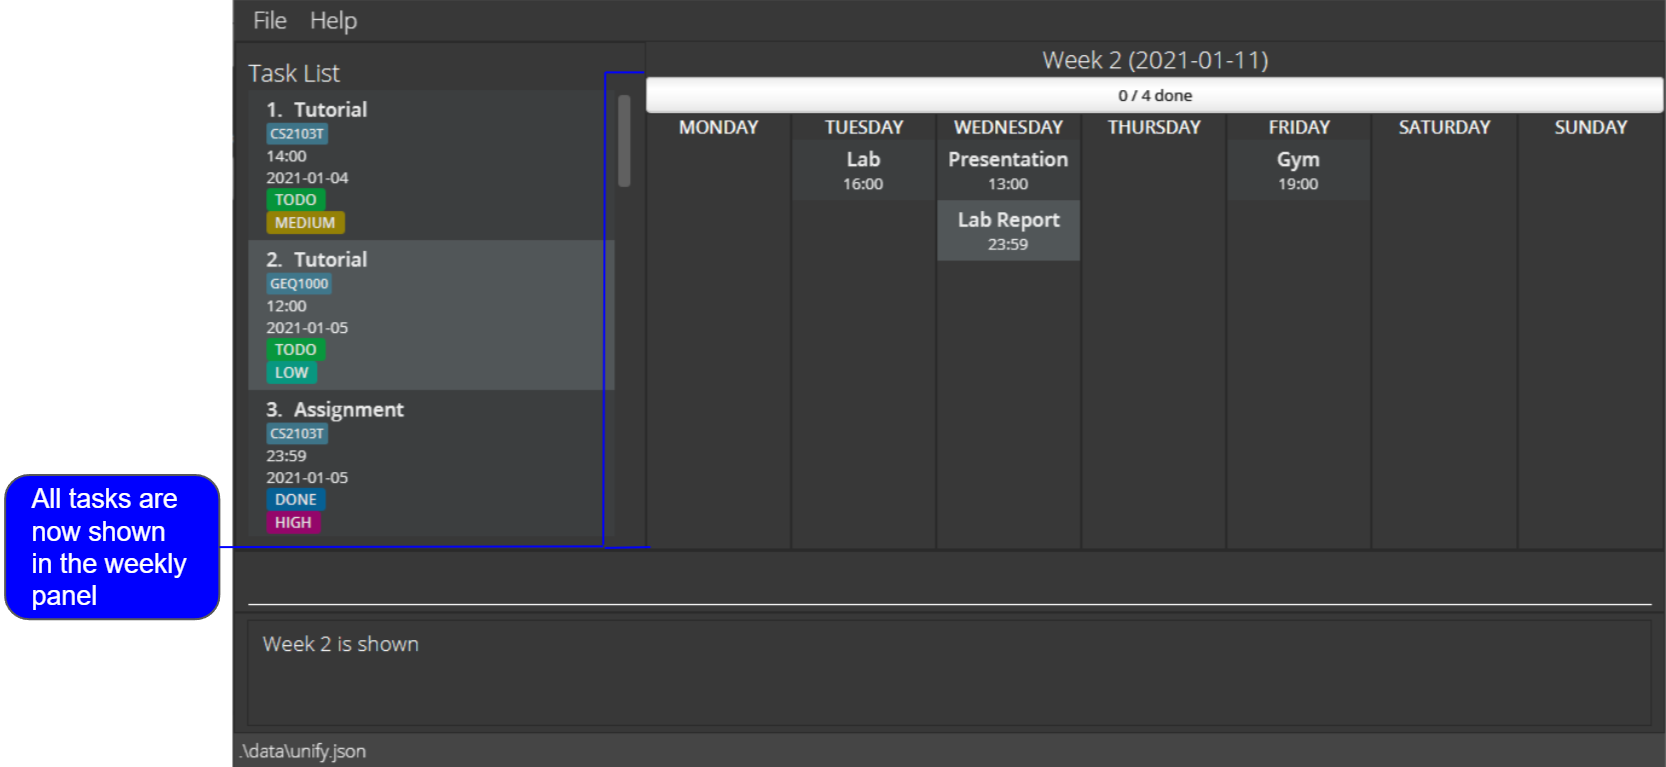 File Help
Task List
1. Tutorial
CS2103T
14:00
2021-01-04
TODO
MEDIUM
2. Tutorial
GEQ1000
12:00
2021-01-05
TODO
LOW
3. Assignment
CS2103T
23:59
2021-01-05
DONE
HIGH
Week 2 (2021-01-11)
0 / 4 done
MONDAY TUESDAY WEDNESDAY THURSDAY FRIDAY SATURDAY SUNDAY
Lab Presentation Gym
16:00 13:00 19:00
Lab Report
23:59
All tasks are
now shown
in the weekly
panel
Week 2 is shown
.\data\unify.json